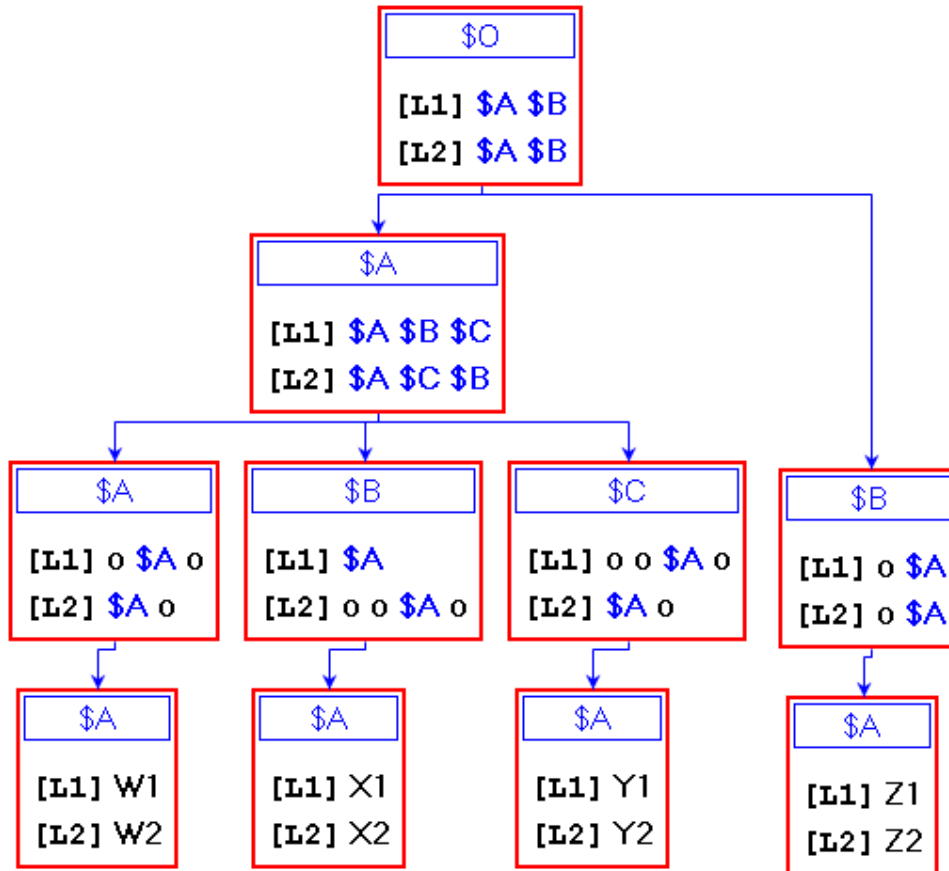 $O
[L1] $A $B
[L2] $A $B
$A
[L1] $A $B $C
[L2] $A $C $B
$A
[L1] o $A o
[L2] $A o
$B
[L1] $A
[L2] o o $A o
$C
[L1] o o $A o
[L2] $A o
$B
[L1] o $A
[L2] o $A
$A
[L1] W1
[L2] W2
$A
[L1] X1
[L2] X2
$A
[L1] Y1
[L2] Y2
$A
[L1] Z1
[L2] Z2